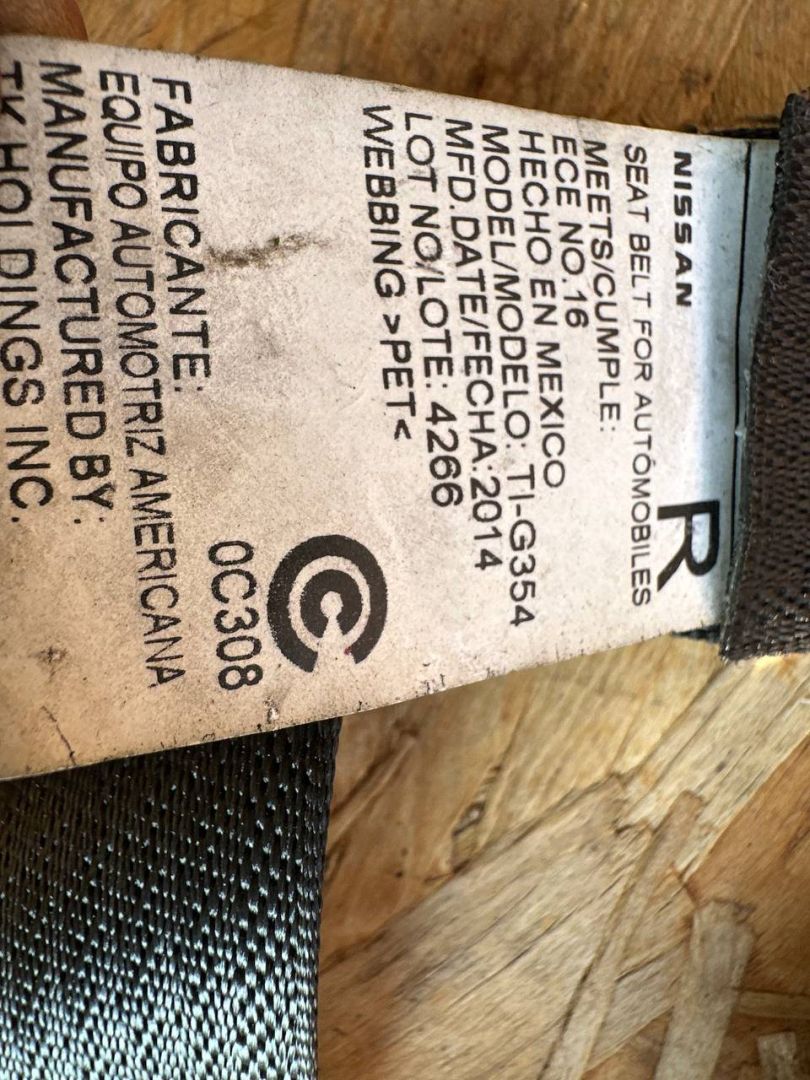 NISSAN R
SEAT BELT FOR AUTOMOBILES
MEETS/CUMPLE:
ECE NO.16
HECHO EN MEXICO
MODEL/MODELO: TI-G354
MFD.DATE/FECHA:2014
LOT NO/LOTE: 4266
WEBBING >PET<
C
0C308
FABRICANTE:
EQUIPO AUTOMOTRIZ AMERICANA
MANUFACTURED BY:
TK HOLDINGS INC.